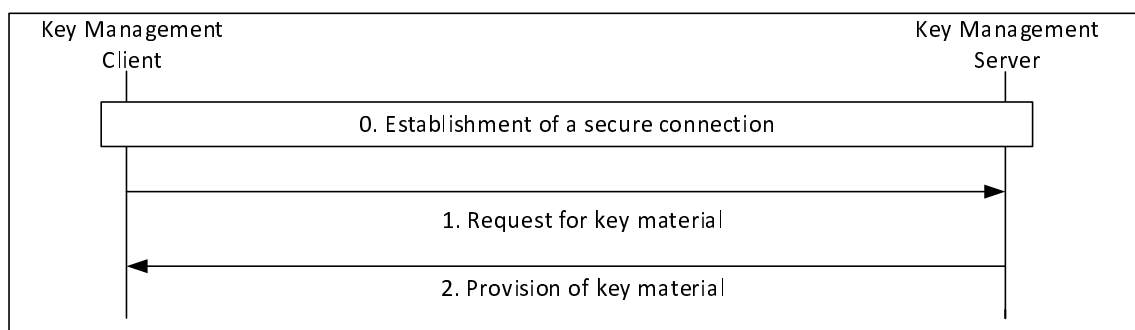 Key Management
Client
Key Management
Server
0. Establishment of a secure connection
1. Request for key material
2. Provision of key material